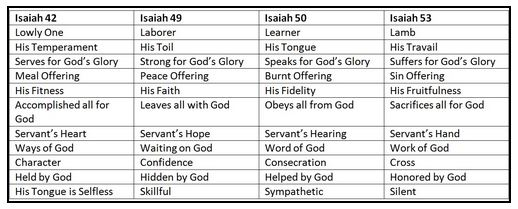 Isaiah 42 Isaiah 49 Isaiah 50 Isaiah 53
Lowly One Laborer Learner Lamb
His Temperament His Toil His Tongue His Travail
Serves for God's Glory Strong for God's Glory Speaks for God's Glory Suffers for God's Glory
Meal Offering Peace Offering Burnt Offering Sin Offering
His Fitness His Faith His Fidelity His Fruitfulness
Accomplished all for Leaves all with God Obeys all from God Sacrifices all for God
God
Servant's Heart Servant's Hope Servant's Hearing Servant's Hand
Ways of God Waiting on God Word of God Work of God
Character Confidence Consecration Cross
Held by God Hidden by God Helped by God Honored by God
His Tongue is Selfless Skillful Sympathetic Silent